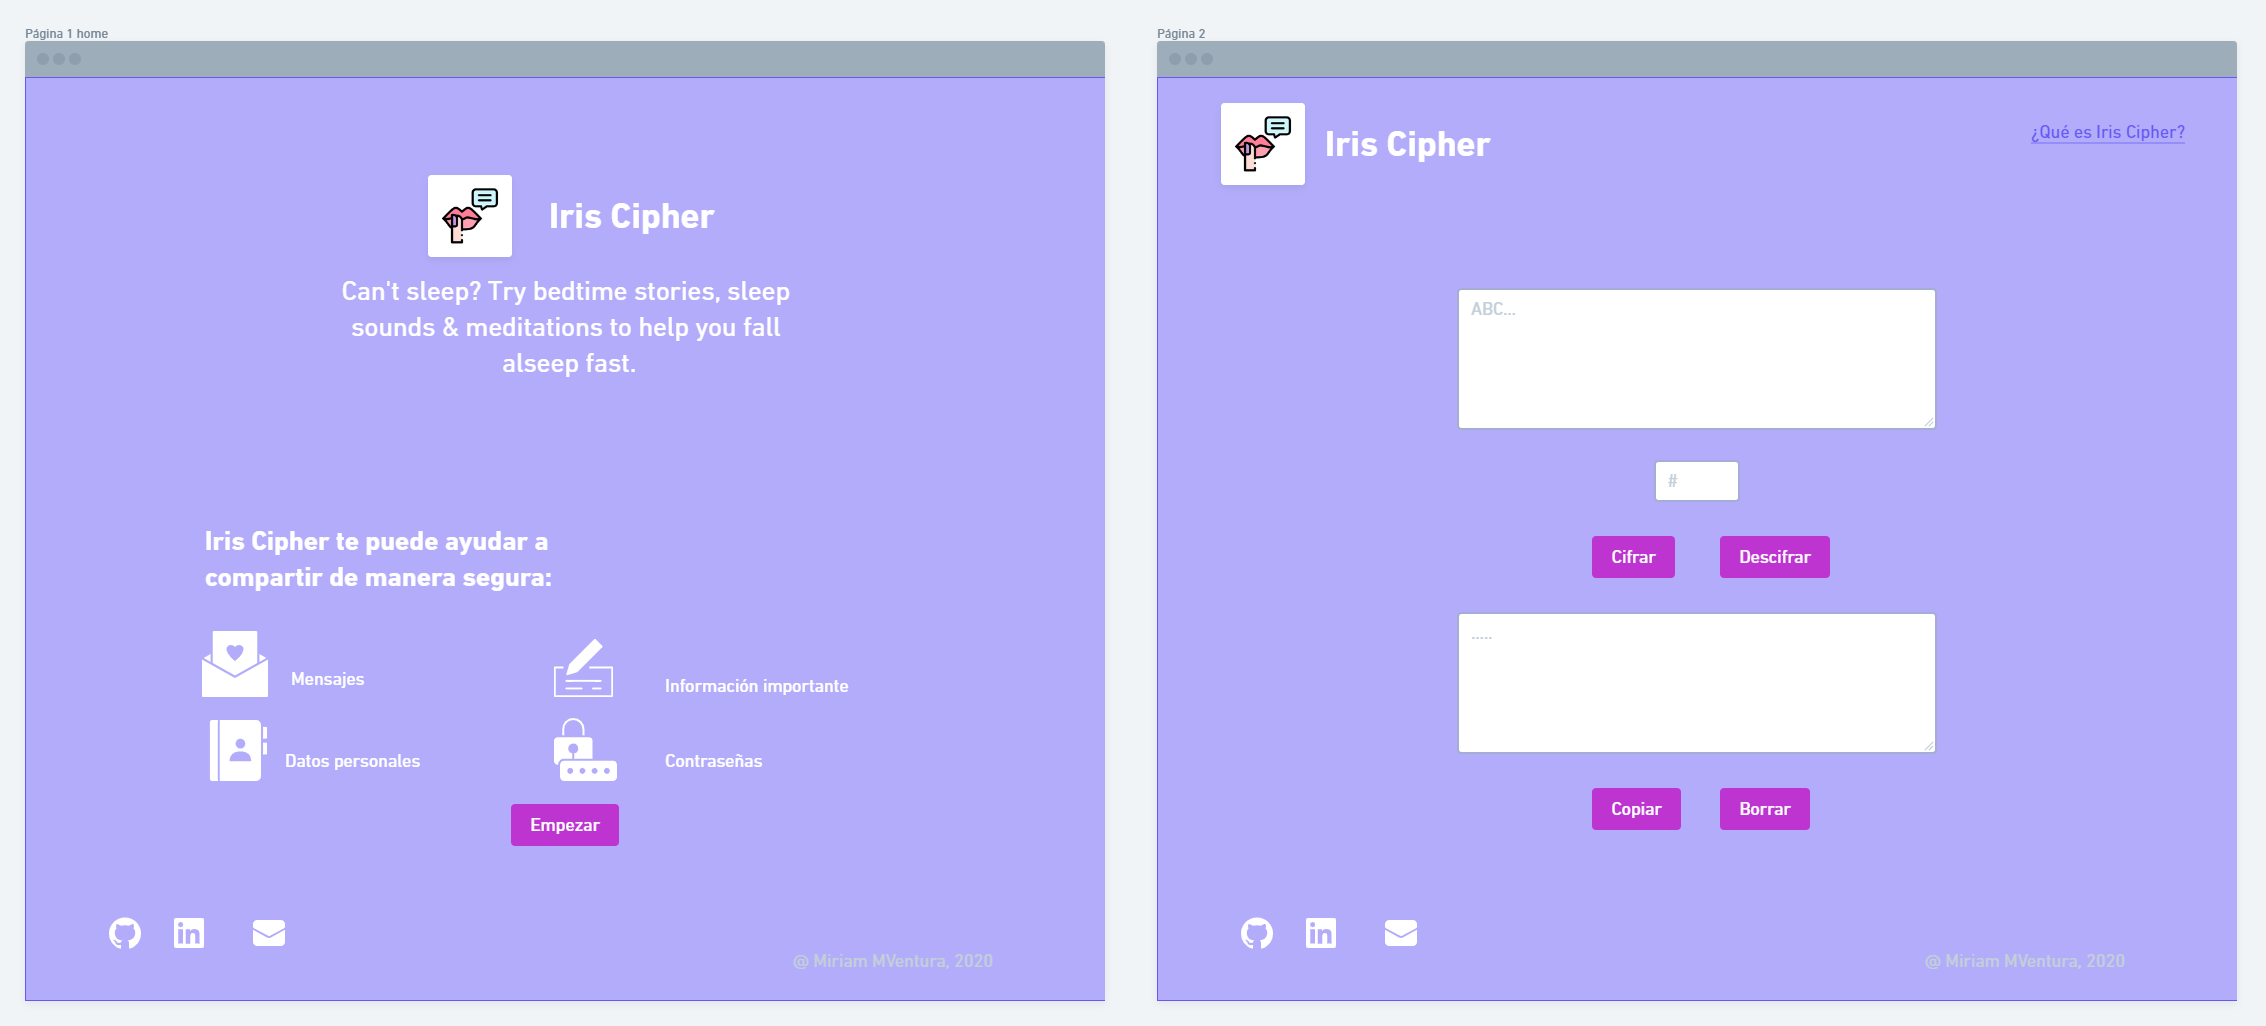 Página 1 home
Iris Cipher
Can't sleep? Try bedtime stories, sleep
sounds & meditations to help you fall
alseep fast.
Iris Cipher te puede ayudar a
compartir de manera segura:
Mensajes
Información importante
Datos personales
Contraseñas
Empezar
in
@ Miriam MVentura, 2020
Página 2
Iris Cipher
¿Qué es Iris Cipher?
ABC...
#
Cifrar
Descifrar
.....
Copiar
Borrar
in
@ Miriam MVentura, 2020